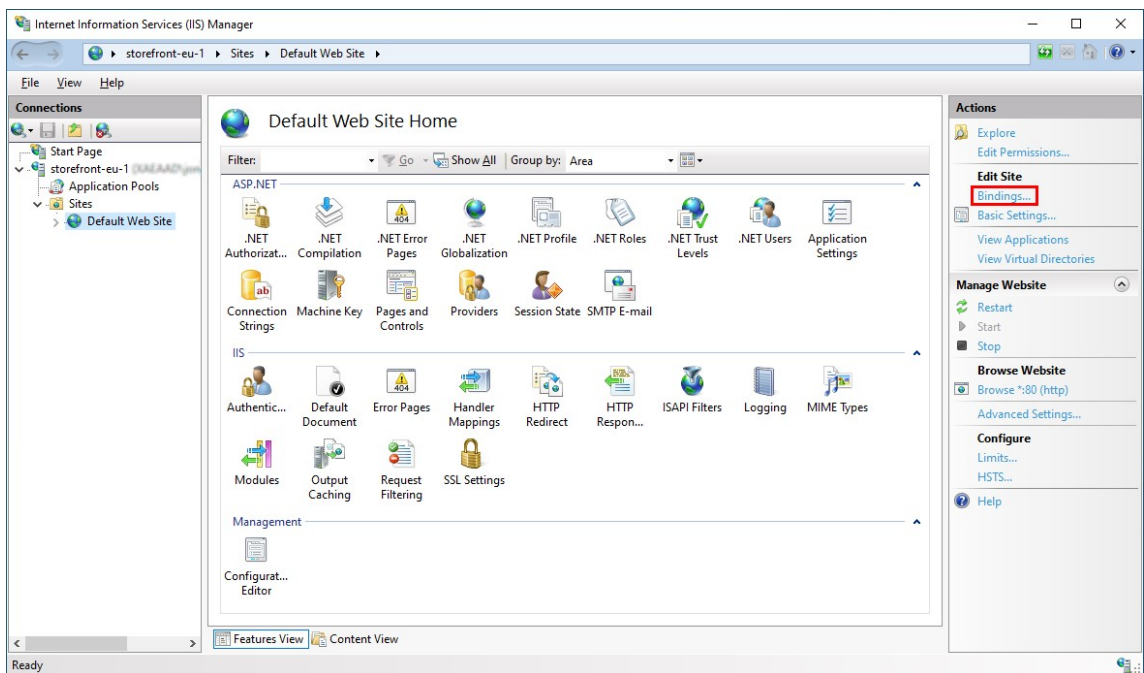 Internet Information Services (IIS) Manager
storefront-eu-1 Sites Default Web Site
File View Help
Connections
Start Page
storefront-eu-1
Application Pools
Sites
Default Web Site
Default Web Site Home
Filter: Go Show All Group by: Area
ASP.NET
.NET Authorizat...
.NET Compilation
.NET Error Pages
.NET Globalization
.NET Profile
.NET Roles
.NET Trust Levels
.NET Users
Application Settings
Connection Strings
Machine Key
Pages and Controls
Providers
Session State
SMTP E-mail
IIS
Authentic...
Default Document
Error Pages
Handler Mappings
HTTP Redirect
HTTP Respon...
ISAPI Filters
Logging
MIME Types
Modules
Output Caching
Request Filtering
SSL Settings
Management
Configurat... Editor
Features View Content View
Actions
Explore
Edit Permissions...
Edit Site
Bindings...
Basic Settings...
View Applications
View Virtual Directories
Manage Website
Restart
Start
Stop
Browse Website
Browse *:80 (http)
Advanced Settings...
Configure
Limits...
HSTS...
Help
Ready